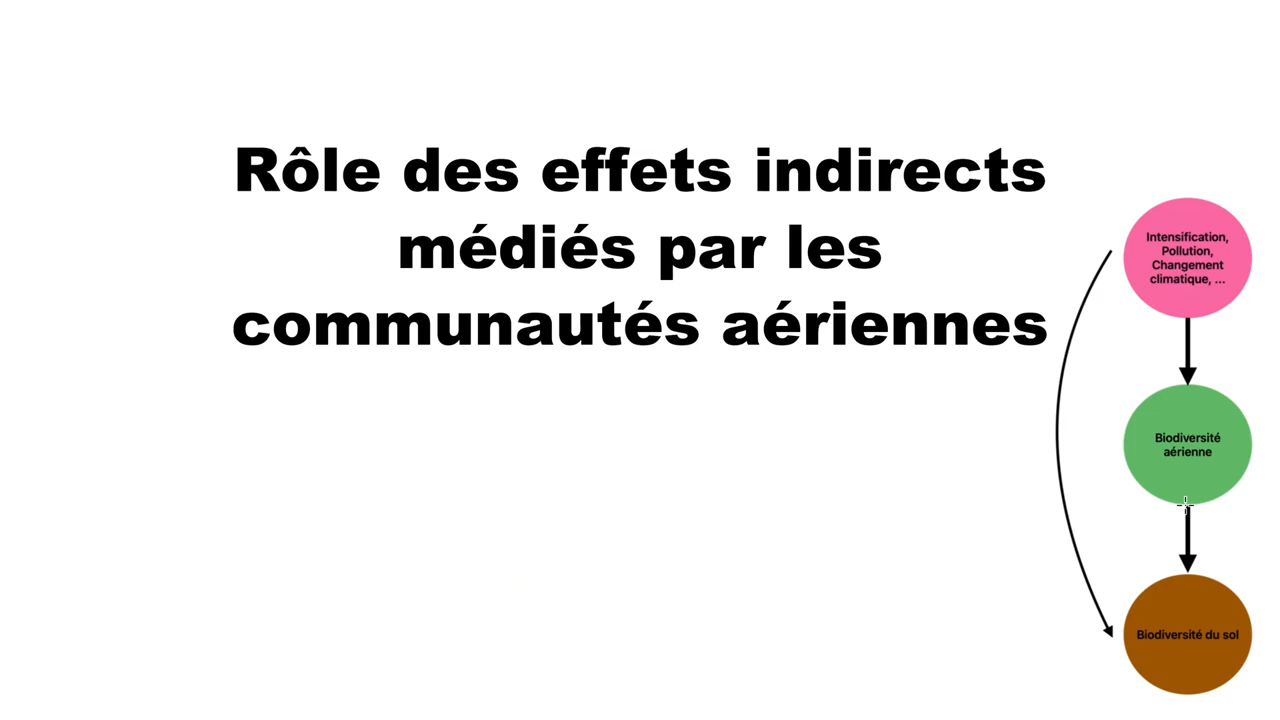 Rôle des effets indirects
médiés par les
communautés aériennes
Intensification,
Pollution,
Changement
climatique, ...
Biodiversité
aérienne
Biodiversité du sol